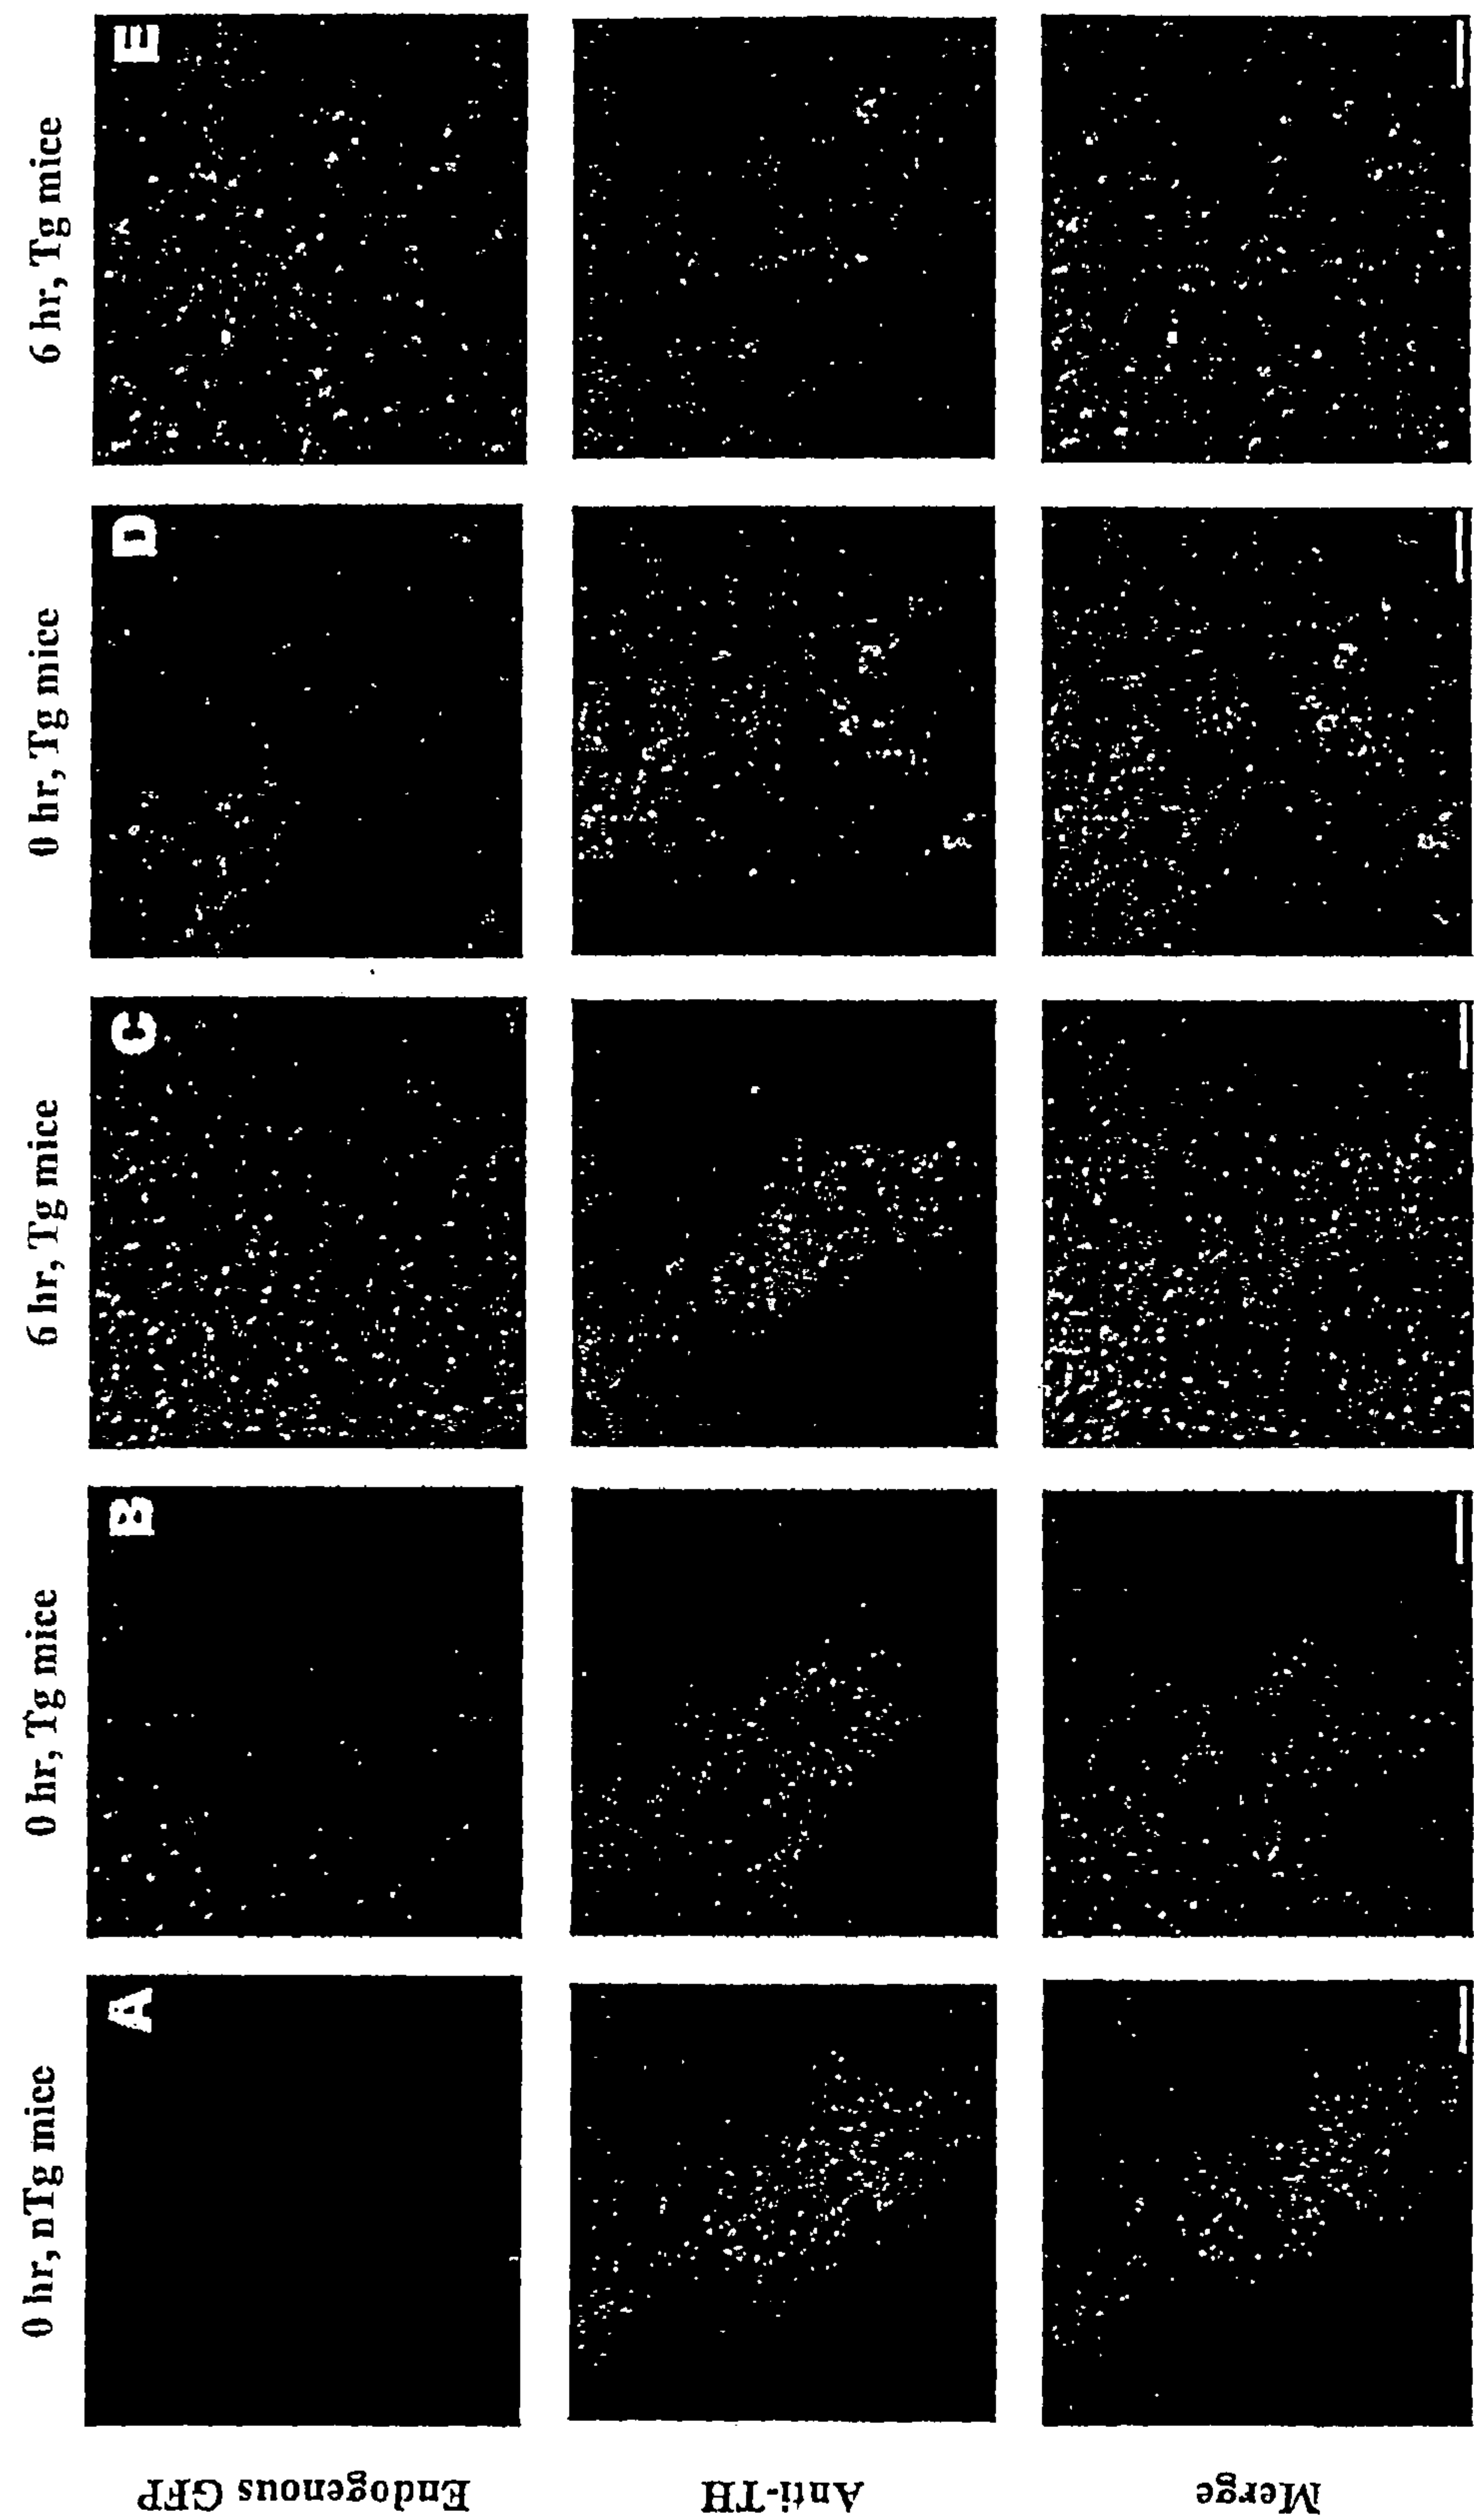 0 hr, nTg mice
0 hr, Tg mice
6 hr, Tg mice
0 hr, Tg mice
6 hr, Tg mice
A
B
C
D
E
Endogenous GFP
Anti-TH
Merge